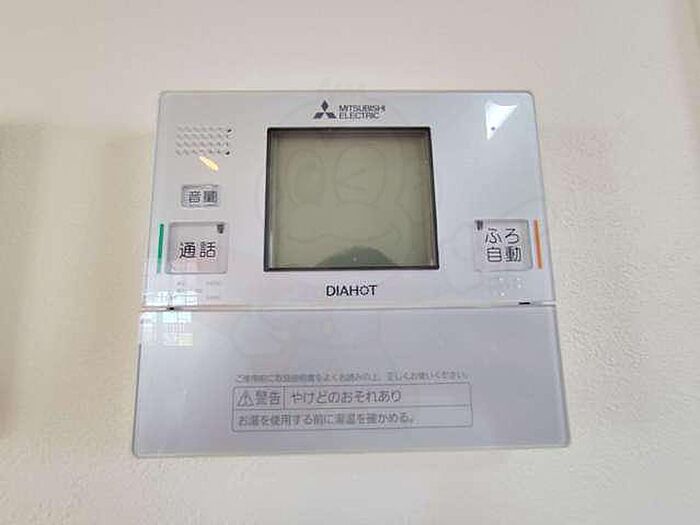 MITSUBISHI
ELECTRIC
音量
通話
ふろ
自動
DIAHOT
ご使用前に取扱説明書をよくお読みの上、正しくお使いください。
警告 やけどのおそれあり
お湯を使用する前に湯温を確かめる。